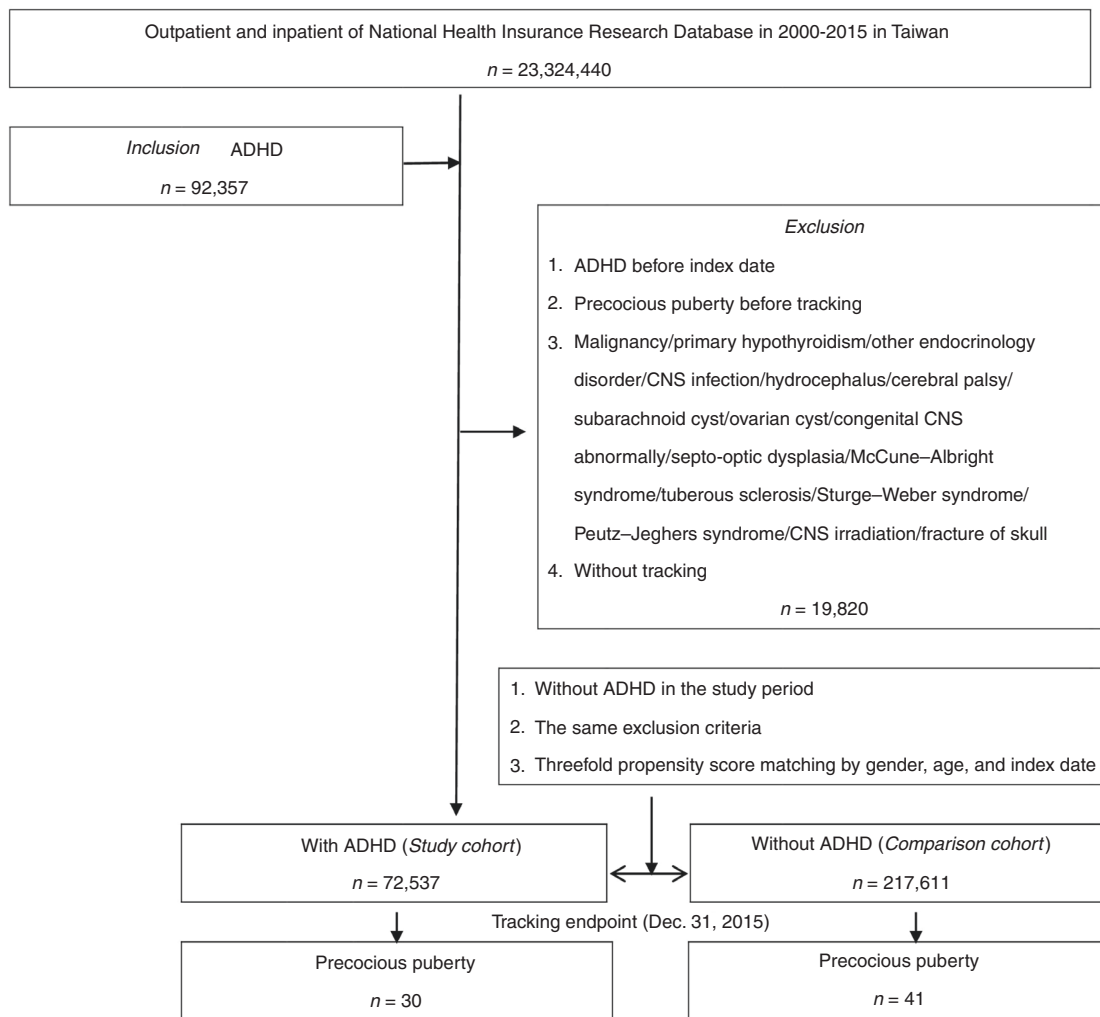 Outpatient and inpatient of National Health Insurance Research Database in 2000-2015 in Taiwan
n = 23,324,440
Inclusion ADHD
n = 92,357
Exclusion
1. ADHD before index date
2. Precocious puberty before tracking
3. Malignancy/primary hypothyroidism/other endocrinology
disorder/CNS infection/hydrocephalus/cerebral palsy/
subarachnoid cyst/ovarian cyst/congenital CNS
abnormally/septo-optic dysplasia/McCune–Albright
syndrome/tuberous sclerosis/Sturge–Weber syndrome/
Peutz–Jeghers syndrome/CNS irradiation/fracture of skull
4. Without tracking
n = 19,820
1. Without ADHD in the study period
2. The same exclusion criteria
3. Threefold propensity score matching by gender, age, and index date
With ADHD (Study cohort)
n = 72,537
Without ADHD (Comparison cohort)
n = 217,611
Tracking endpoint (Dec. 31, 2015)
Precocious puberty
n = 30
Precocious puberty
n = 41